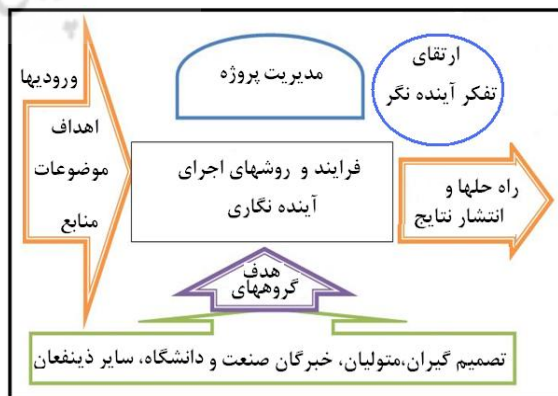 مدیریت پروژه
ارتقای
تفکر آینده نگر
ورودیها
اهداف
موضوعات
منابع
فرایند و روشهای اجرای
آینده نگاری
راه حلها و
انتشار نتایج
هدف
گروههای
تصمیم گیران،متولیان، خبرگان صنعت و دانشگاه، سایر ذینفعان